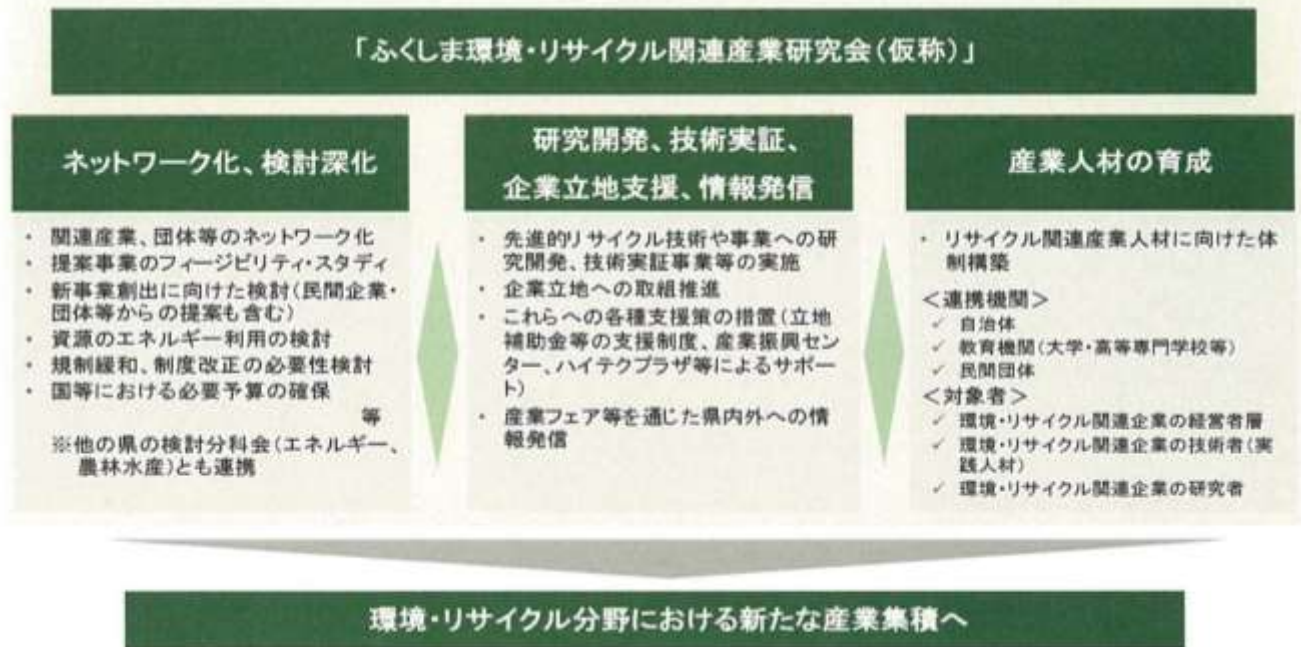 「ふくしま環境・リサイクル関連産業研究会(仮称)」
ネットワーク化、検討深化
・ 関連産業、団体等のネットワーク化
・ 提案事業のフィージビリティ・スタディ
・ 新事業創出に向けた検討(民間企業・
団体等からの提案も含む)
・ 資源のエネルギー利用の検討
・ 規制緩和、制度改正の必要性検討
・ 国等における必要予算の確保
等
※他の県の検討分科会(エネルギー、
農林水産)とも連携
研究開発、技術実証、
企業立地支援、情報発信
・ 先進的リサイクル技術や事業への研
究開発、技術実証事業等の実施
・ 企業立地への取組推進
・ これらへの各種支援策の措置(立地
補助金等の支援制度、産業振興セン
ター、ハイテクプラザ等によるサポー
ト)
・ 産業フェア等を通じた県内外への情
報発信
産業人材の育成
・ リサイクル関連産業人材に向けた体
制構築
<連携機関>
✓ 自治体
✓ 教育機関(大学・高等専門学校等)
✓ 民間団体
<対象者>
✓ 環境・リサイクル関連企業の経営者層
✓ 環境・リサイクル関連企業の技術者(実
践人材)
✓ 環境・リサイクル関連企業の研究者
環境・リサイクル分野における新たな産業集積へ